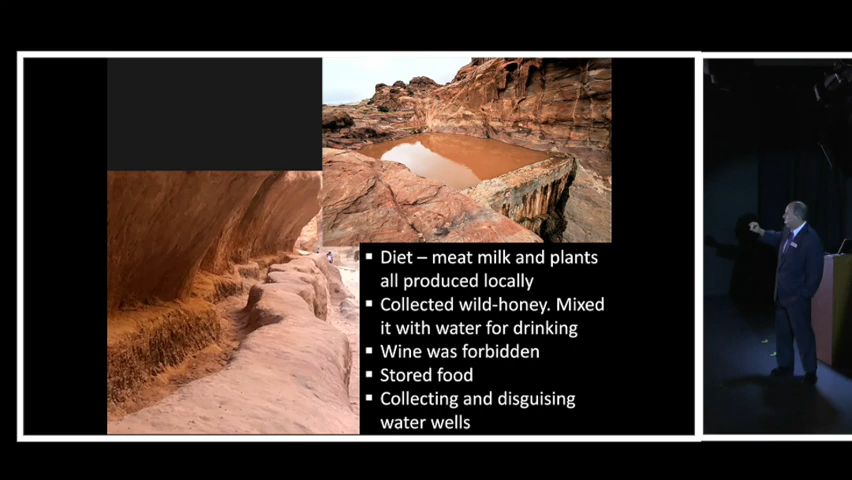 ▪ Diet – meat milk and plants
all produced locally
▪ Collected wild-honey. Mixed
it with water for drinking
▪ Wine was forbidden
▪ Stored food
▪ Collecting and disguising
water wells